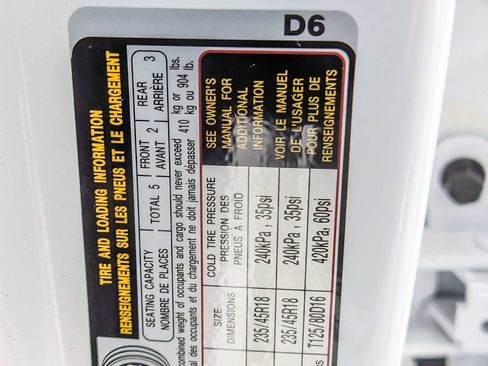 D6
TIRE AND LOADING INFORMATION
RENSEIGNEMENTS SUR LES PNEUS ET LE CHARGEMENT
SEATING CAPACITY
NOMBRE DE PLACES
TOTAL 5
FRONT 2
AVANT
REAR 3
ARRIÈRE
combined weight of occupants and cargo should never exceed 410 kg or lbs.
al des occupants et du chargement ne doit jamais dépasser 410 kg ou 904 lb.
SIZE
DIMENSIONS
COLD TIRE PRESSURE
PRESSION DES
PNEUS A FROID
SEE OWNER'S
MANUAL FOR
ADDITIONAL
INFORMATION
235/45R18 240kPa, 35psi
235/45R18 240kPa, 35psi
T125/80D16 420kPa, 60psi
VOIR LE MANUEL
DE L'USAGER
POUR PLUS DE
RENSEIGNEMENTS